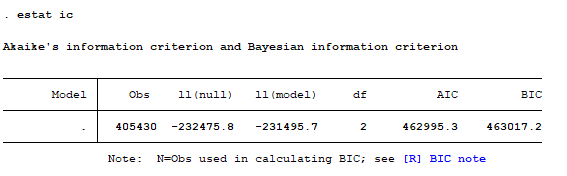 . estat ic
Akaike's information criterion and Bayesian information criterion
Model Obs ll(null) ll(model) df AIC BIC
. 405430 -232475.8 -231495.7 2 462995.3 463017.2
Note: N=Obs used in calculating BIC; see [R] BIC note